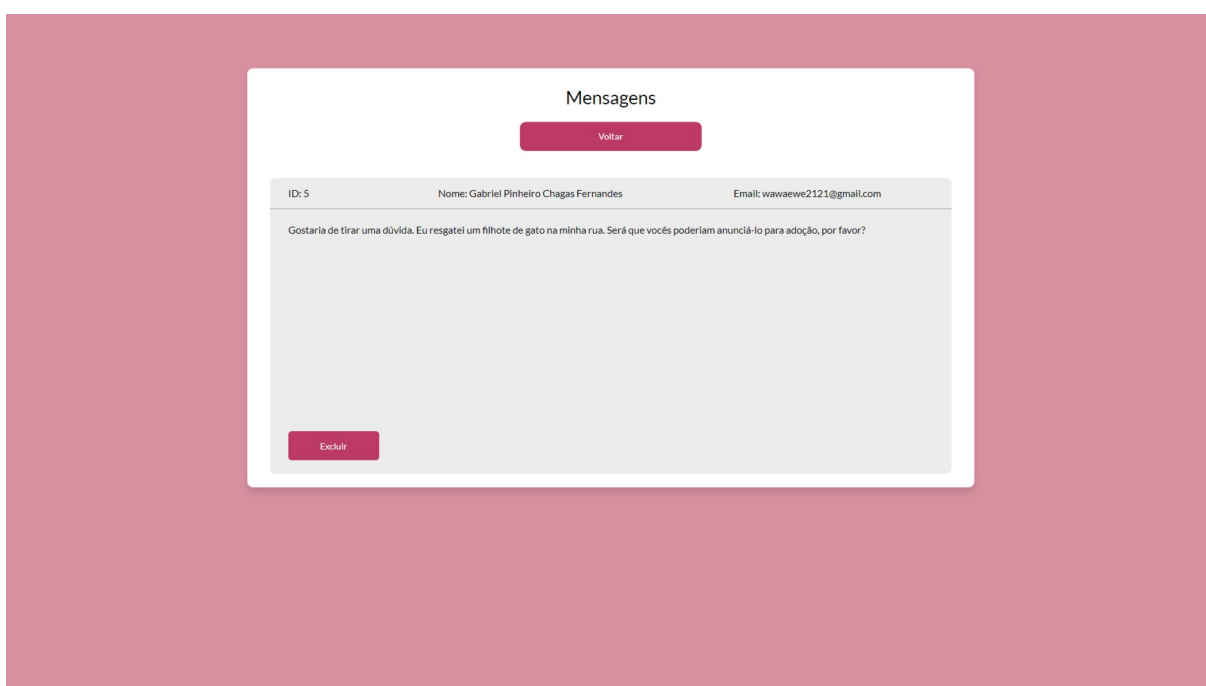 Mensagens
Voltar
ID: 5 Nome: Gabriel Pinheiro Chagas Fernandes Email: wawaewe2121@gmail.com
Gostaria de tirar uma dúvida. Eu resgatei um filhote de gato na minha rua. Será que vocês poderiam anunciá-lo para adoção, por favor?
Excluir